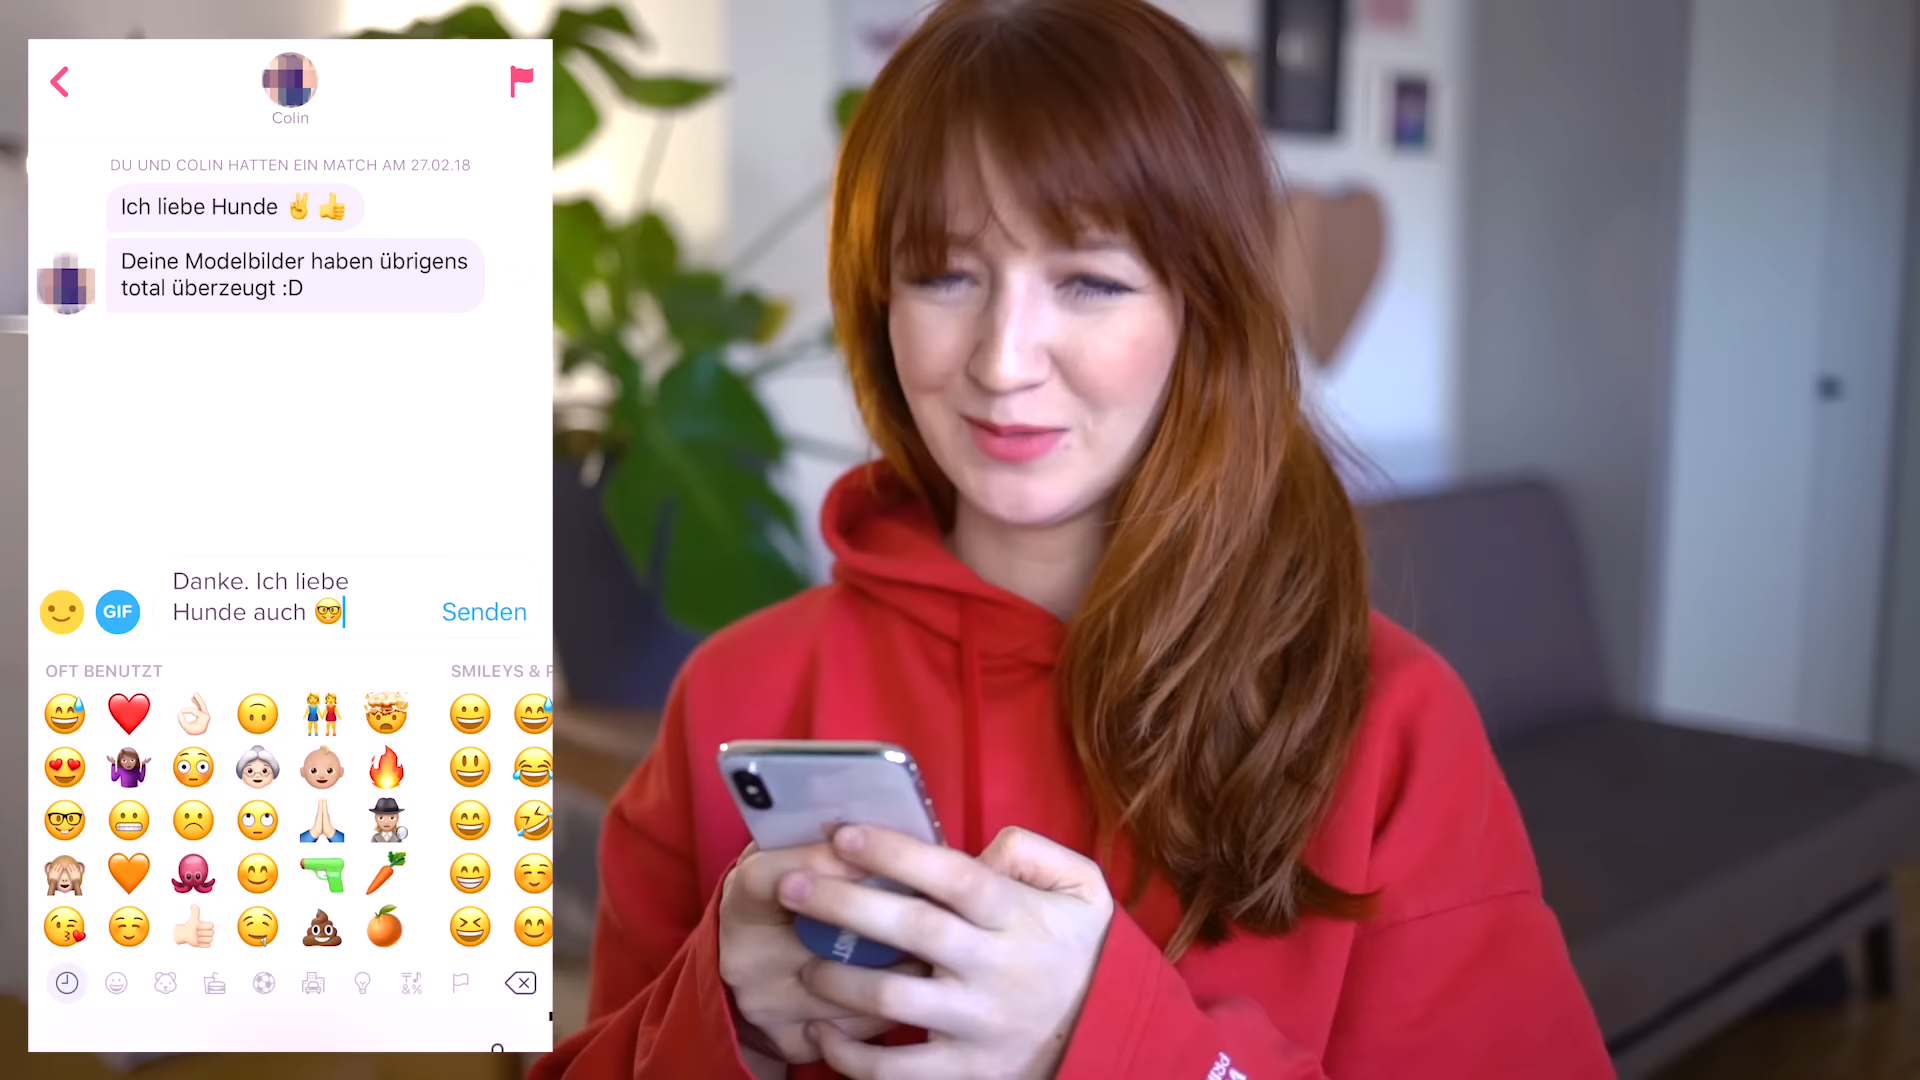 Colin
DU UND COLIN HATTEN EIN MATCH AM 27.02.18
Ich liebe Hunde ✌️👍
Deine Modelbilder haben übrigens
total überzeugt :D
Danke. Ich liebe
Hunde auch 🤓
GIF
Senden
OFT BENUTZT
SMILEYS & P